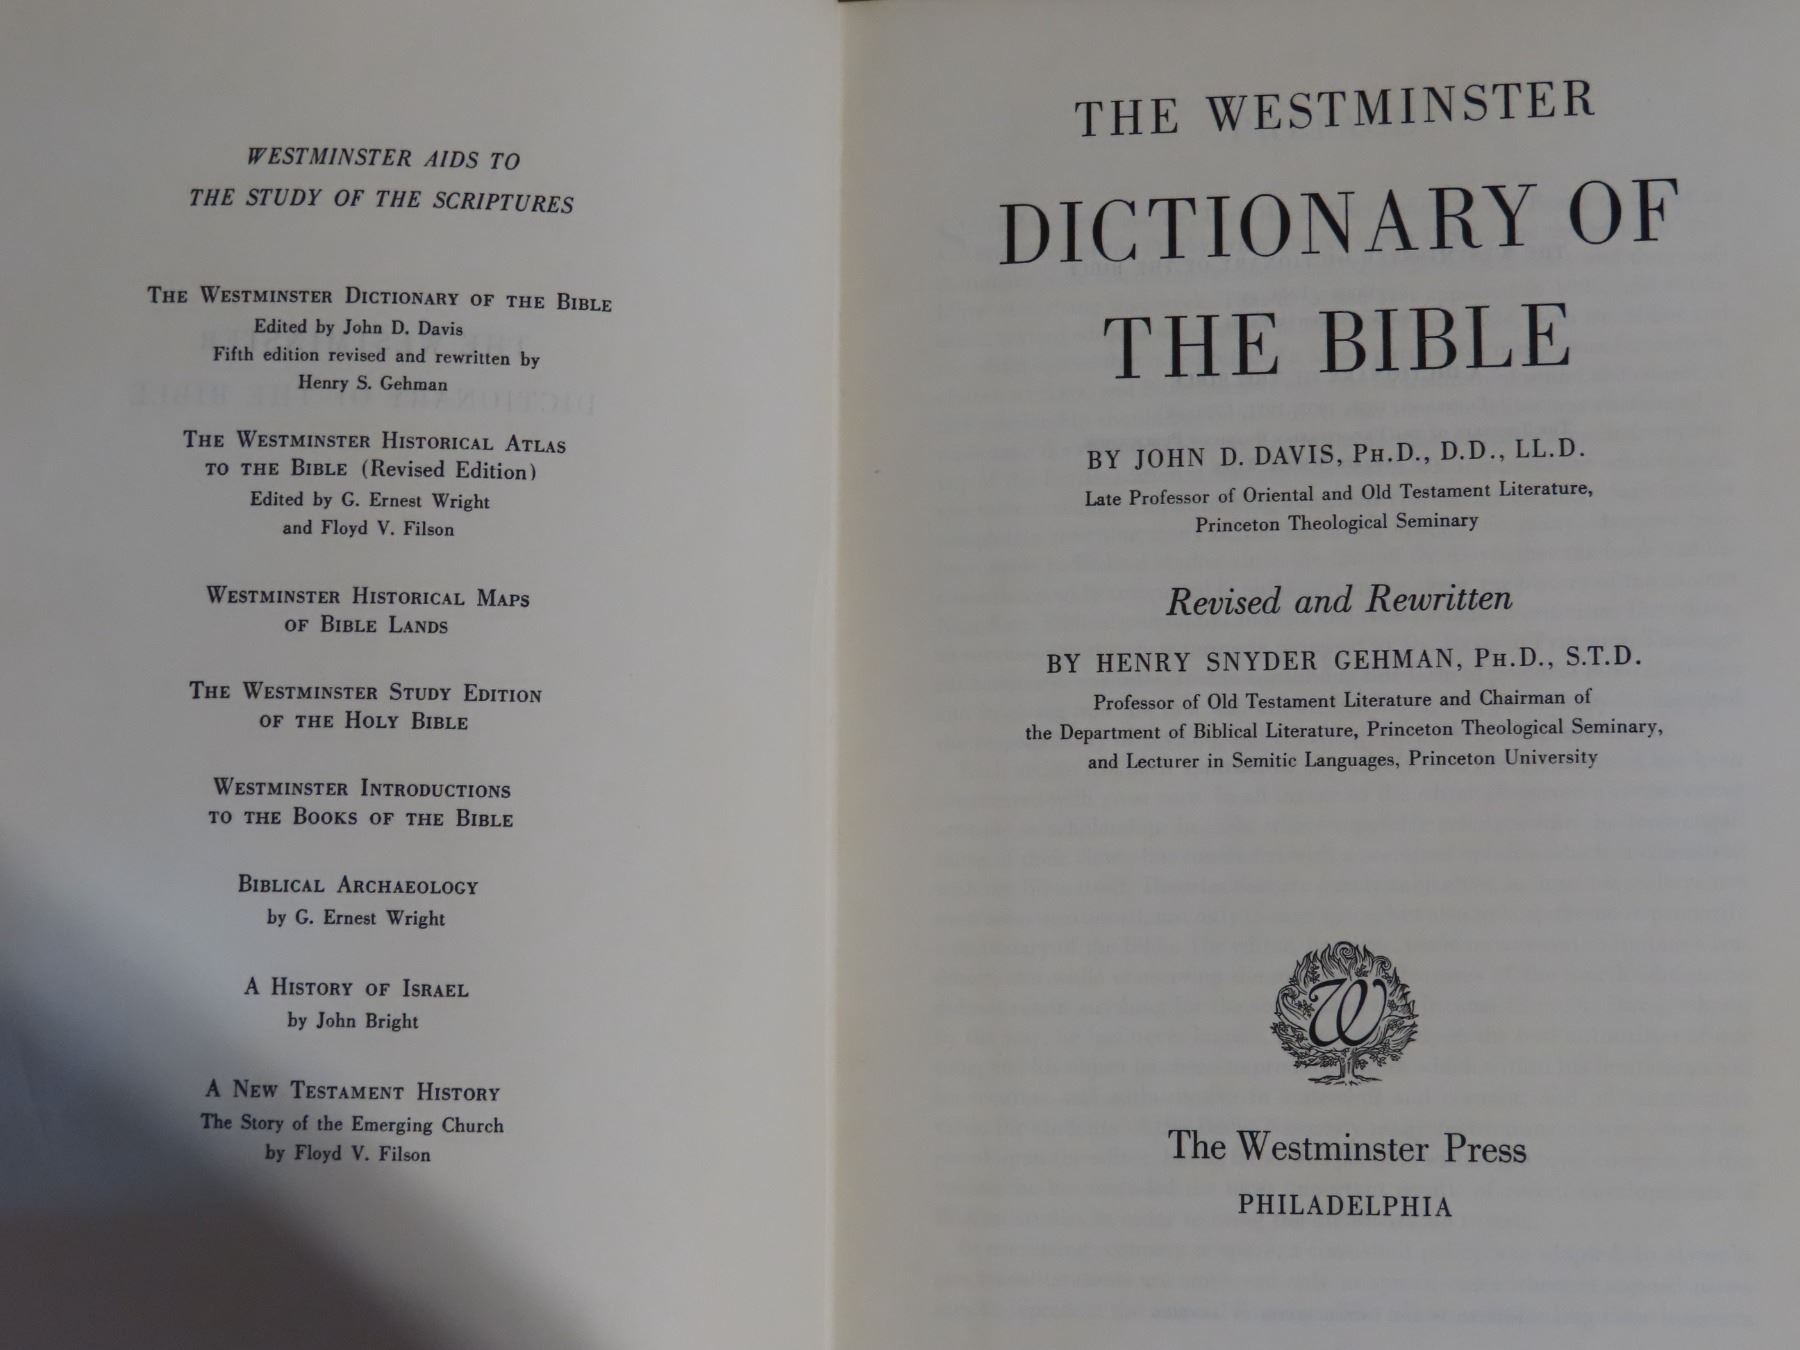 WESTMINSTER AIDS TO
THE STUDY OF THE SCRIPTURES
THE WESTMINSTER DICTIONARY OF THE BIBLE
Edited by John D. Davis
Fifth edition revised and rewritten by
Henry S. Gehman
THE WESTMINSTER HISTORICAL ATLAS
TO THE BIBLE (Revised Edition)
Edited by G. Ernest Wright
and Floyd V. Filson
WESTMINSTER HISTORICAL MAPS
OF BIBLE LANDS
THE WESTMINSTER STUDY EDITION
OF THE HOLY BIBLE
WESTMINSTER INTRODUCTIONS
TO THE BOOKS OF THE BIBLE
BIBLICAL ARCHAEOLOGY
by G. Ernest Wright
A HISTORY OF ISRAEL
by John Bright
A NEW TESTAMENT HISTORY
The Story of the Emerging Church
by Floyd V. Filson
THE WESTMINSTER
DICTIONARY OF
THE BIBLE
BY JOHN D. DAVIS, PH.D., D.D., LL.D.
Late Professor of Oriental and Old Testament Literature,
Princeton Theological Seminary
Revised and Rewritten
BY HENRY SNYDER GEHMAN, PH.D., S.T.D.
Professor of Old Testament Literature and Chairman of
the Department of Biblical Literature, Princeton Theological Seminary,
and Lecturer in Semitic Languages, Princeton University
W
The Westminster Press
PHILADELPHIA